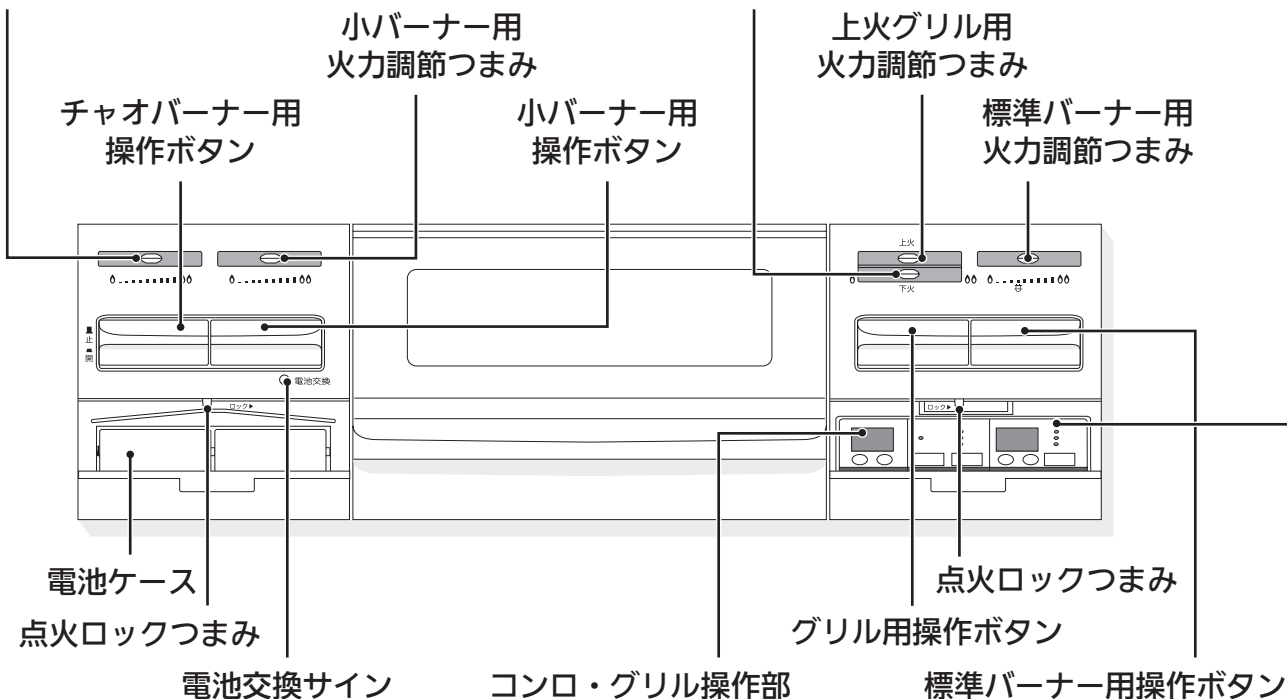 小バーナー用
火力調節つまみ
上火グリル用
火力調節つまみ
チャオバーナー用
操作ボタン
小バーナー用
操作ボタン
標準バーナー用
火力調節つまみ
上火
下火
止
開
電池交換
ロック▶
ロック▶
電池ケース
点火ロックつまみ
点火ロックつまみ
グリル用操作ボタン
電池交換サイン
コンロ・グリル操作部
標準バーナー用操作ボタン